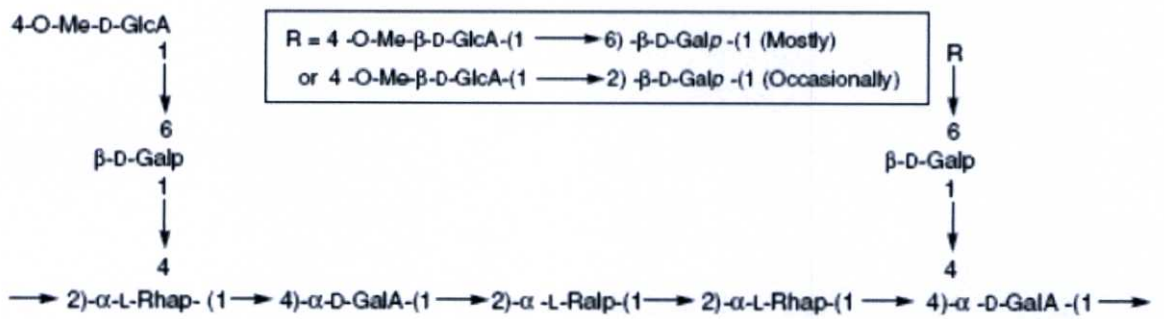 4-O-Me-D-GlcA
1
6
β-D-Galp
1
4
R = 4 -O-Me-β-D-GlcA-(1 → 6) -β-D-Galp -(1 (Mostly)
or 4 -O-Me-β-D-GlcA-(1 → 2) -β-D-Galp -(1 (Occasionally)
R
6
β-D-Galp
1
4
→ 2)-α-L-Rhap- (1 → 4)-α-D-GalA-(1 → 2)-α -L-Ralp-(1 → 2)-α-L-Rhap-(1 → 4)-α -D-GalA -(1 →